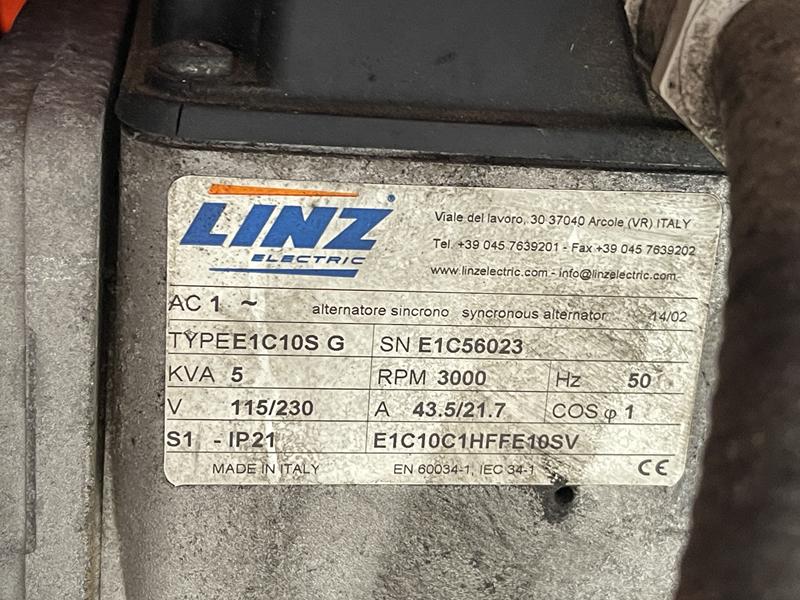 LINZ®
ELECTRIC
Viale del lavoro, 30 37040 Arcole (VR) ITALY
Tel. +39 045 7639201 - Fax +39 045 7639202
www.linzelectric.com - info@linzelectric.com
AC 1 ~ alternatore sincrono syncronous alternator 14/02
TYPE E1C10S G SN E1C56023
KVA 5 RPM 3000 Hz 50
V 115/230 A 43.5/21.7 COS φ 1
S1 - IP21 E1C10C1HFFE10SV
MADE IN ITALY EN 60034-1, IEC 34-1 CE